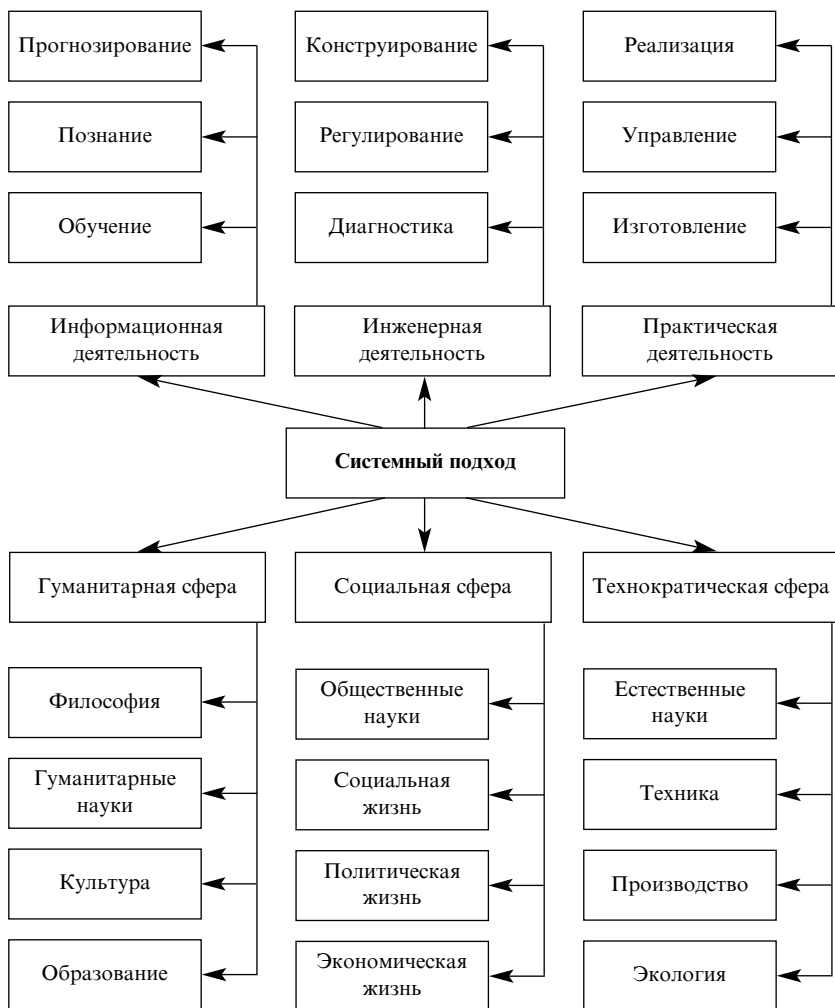 Прогнозирование
Конструирование
Реализация
Познание
Регулирование
Управление
Обучение
Диагностика
Изготовление
Информационная
деятельность
Инженерная
деятельность
Практическая
деятельность
Системный подход
Гуманитарная сфера
Социальная сфера
Технократическая сфера
Философия
Общественные
науки
Естественные
науки
Гуманитарные
науки
Социальная
жизнь
Техника
Культура
Политическая
жизнь
Производство
Образование
Экономическая
жизнь
Экология